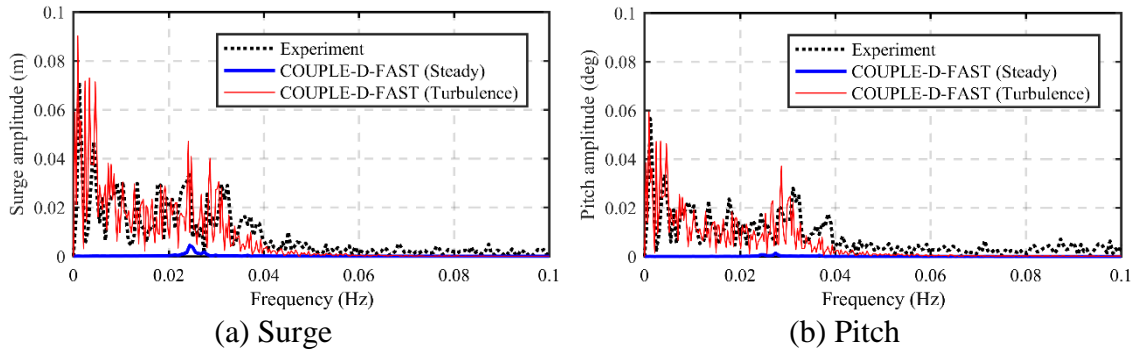 0.1
0.08
0.06
0.04
0.02
0
Surge amplitude (m)
Experiment
COUPLE-D-FAST (Steady)
COUPLE-D-FAST (Turbulence)
0 0.02 0.04 0.06 0.08 0.1
Frequency (Hz)
(a) Surge
0.1
0.08
0.06
0.04
0.02
0
Pitch amplitude (deg)
Experiment
COUPLE-D-FAST (Steady)
COUPLE-D-FAST (Turbulence)
0 0.02 0.04 0.06 0.08 0.1
Frequency (Hz)
(b) Pitch